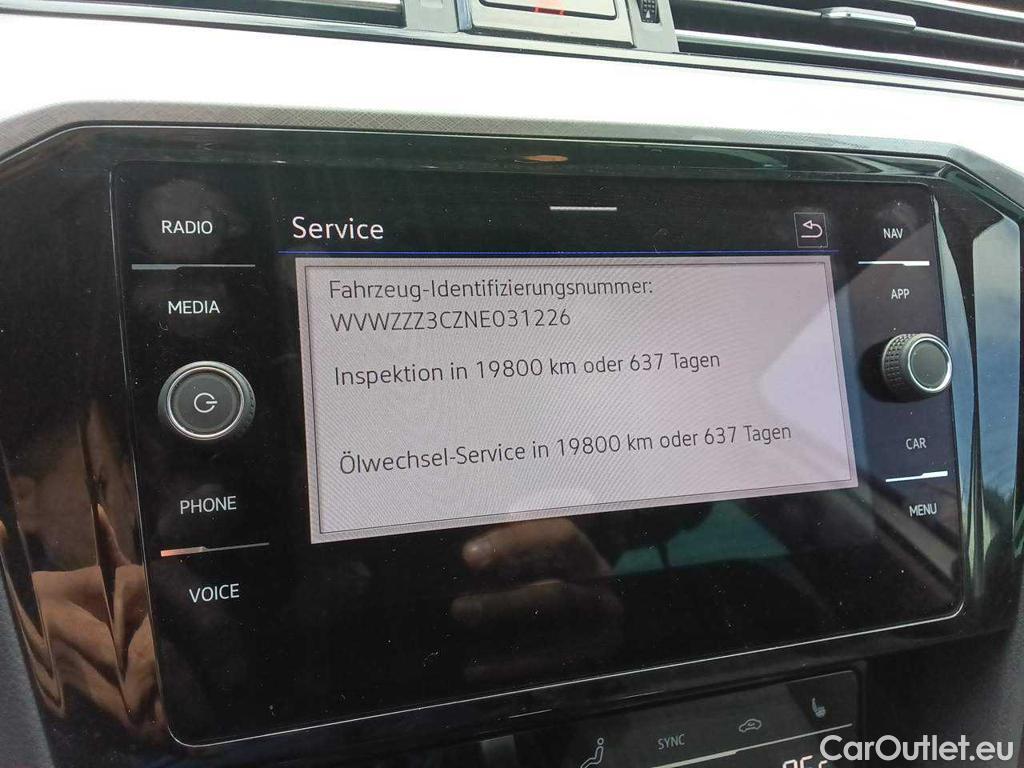 RADIO
MEDIA
PHONE
VOICE
Service
Fahrzeug-Identifizierungsnummer:
WVWZZZ3CZNE031226
Inspektion in 19800 km oder 637 Tagen
Ölwechsel-Service in 19800 km oder 637 Tagen
NAV
APP
CAR
MENU
SYNC
CarOutlet.eu